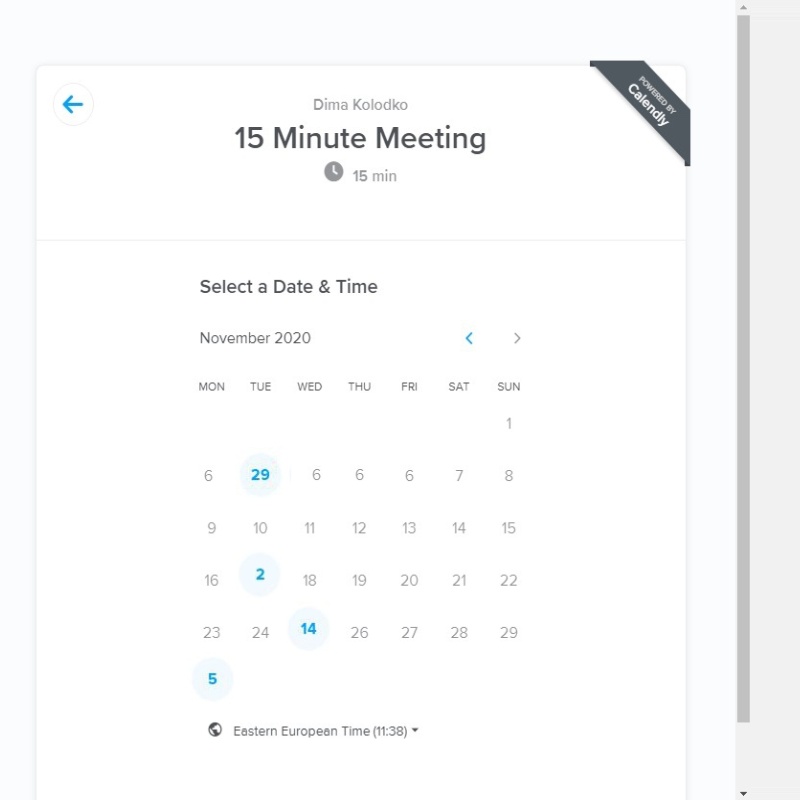 POWERED BY
Calendly
Dima Kolodko
15 Minute Meeting
15 min
Select a Date & Time
November 2020
MON TUE WED THU FRI SAT SUN
1
6 29 6 6 6 7 8
9 10 11 12 13 14 15
16 2 18 19 20 21 22
23 24 14 26 27 28 29
5
Eastern European Time (11:38)